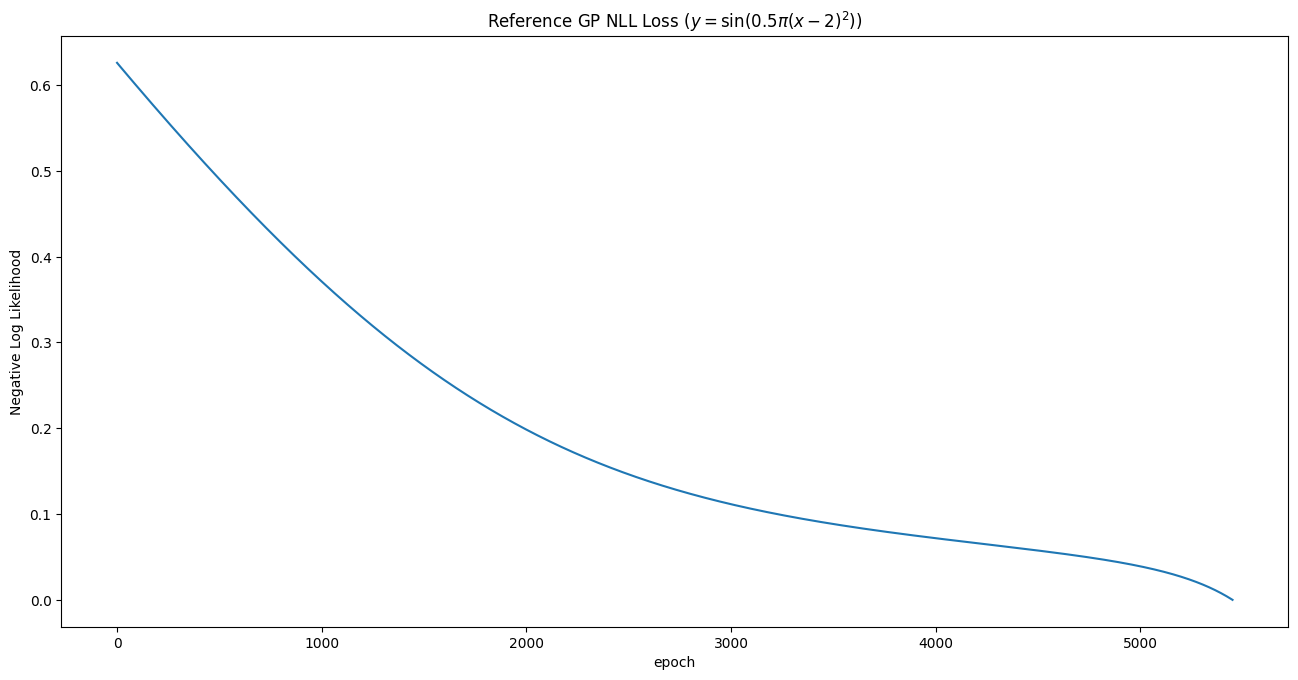 Reference GP NLL Loss (y = sin(0.5π(x − 2)²))
Negative Log Likelihood
0.6
0.5
0.4
0.3
0.2
0.1
0.0
0 1000 2000 3000 4000 5000
epoch